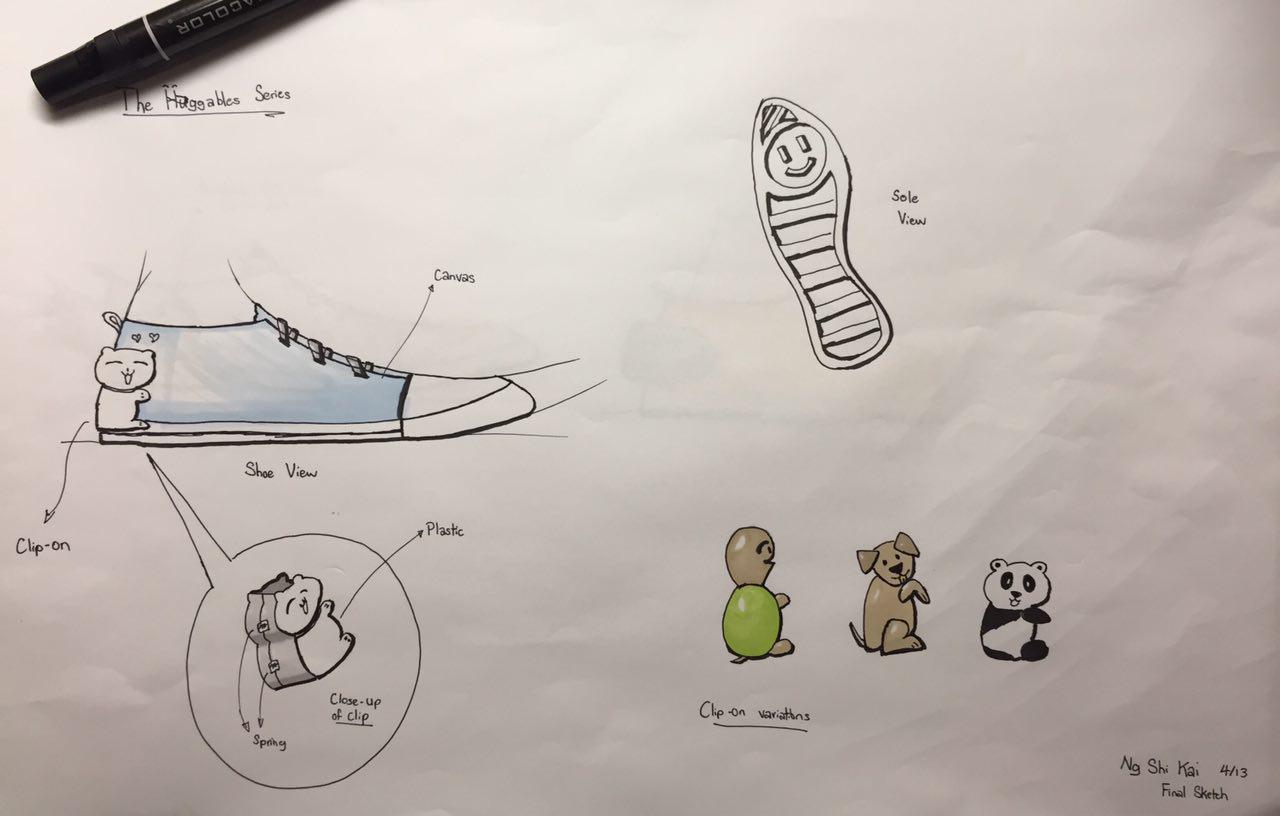 ACOLOR
The Huggables Series
Sole
View
Canvas
Shoe View
Clip-on
Plastic
Close-up
of clip
Spring
Clip-on variations
Ng Shi Kai 4/13
Final Sketch